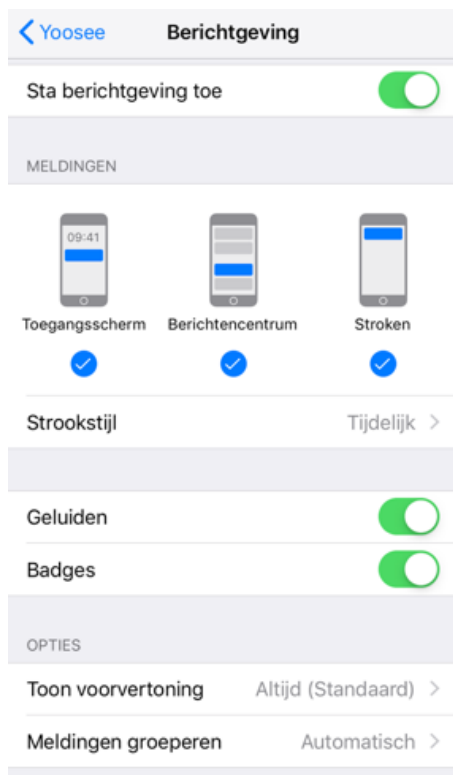 Yoosee Berichtgeving
Sta berichtgeving toe
MELDINGEN
09:41
Toegangsscherm Berichtencentrum Stroken
Strookstijl Tijdelijk
Geluiden
Badges
OPTIES
Toon voorvertoning Altijd (Standaard)
Meldingen groeperen Automatisch